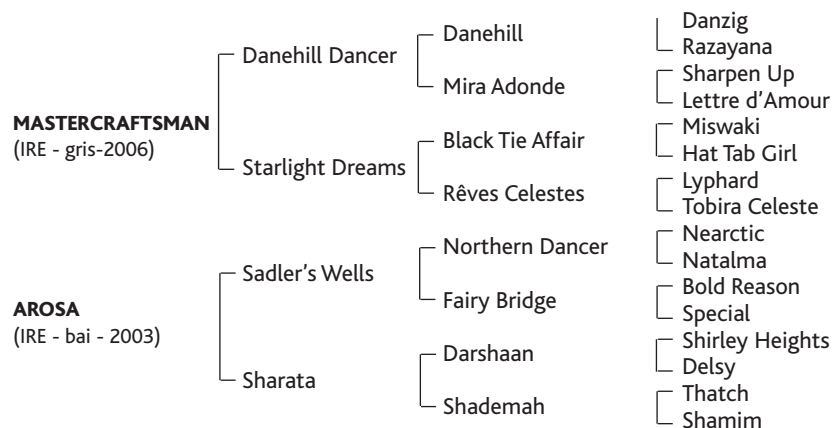 Danzig
Danehill
Razayana
Danehill Dancer
Sharpen Up
Mira Adonde
Lettre d’Amour
MASTERCRAFTSMAN
(IRE - gris-2006)
Miswaki
Black Tie Affair
Hat Tab Girl
Starlight Dreams
Lyphard
Rêves Celestes
Tobira Celeste
Nearctic
Northern Dancer
Natalma
Sadler’s Wells
Bold Reason
Fairy Bridge
Special
AROSA
(IRE - bai - 2003)
Shirley Heights
Darshaan
Delsy
Sharata
Thatch
Shademah
Shamim